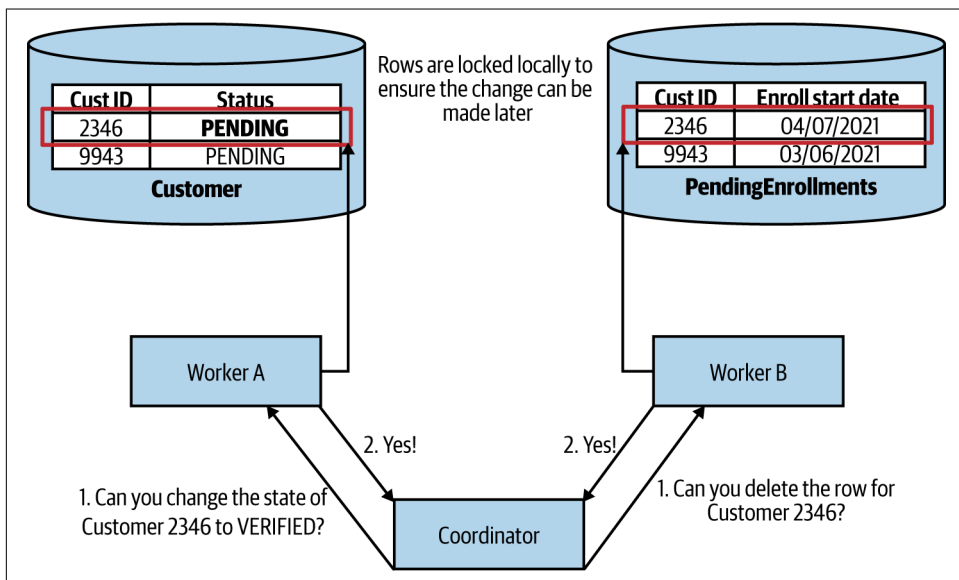 Cust ID Status
2346 PENDING
9943 PENDING
Customer
Rows are locked locally to
ensure the change can be
made later
Cust ID Enroll start date
2346 04/07/2021
9943 03/06/2021
PendingEnrollments
Worker A
Worker B
2. Yes!
2. Yes!
1. Can you change the state of
Customer 2346 to VERIFIED?
Coordinator
1. Can you delete the row for
Customer 2346?